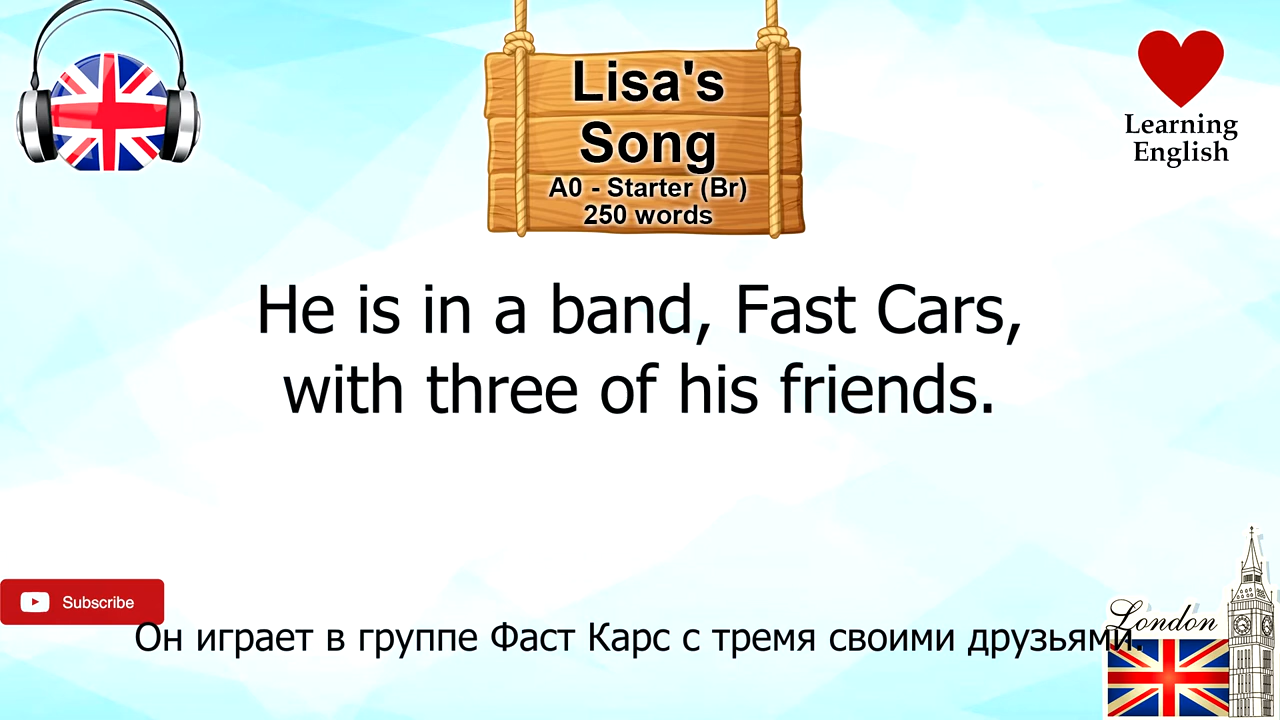 Lisa's
Song
A0 - Starter (Br)
250 words
Learning
English
He is in a band, Fast Cars,
with three of his friends.
Subscribe
Он играет в группе Фаст Карс с тремя своими друзьями.
London